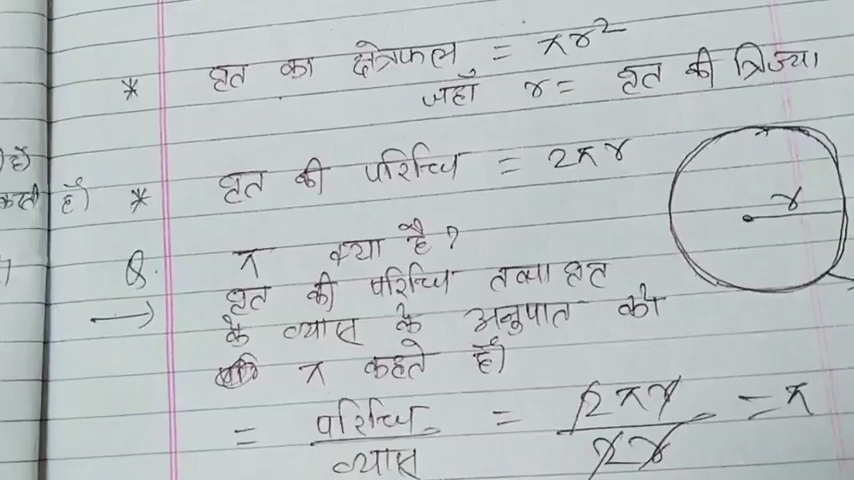 * वृत का क्षेत्रफल = πr²
जहाँ r = वृत की त्रिज्या
* वृत की परिधि = 2πr
r
Q. π क्या है?
→ वृत की परिधि तथा वृत
के व्यास के अनुपात को
π कहते हैं।
= परिधि/व्यास = 2πr/2r = π